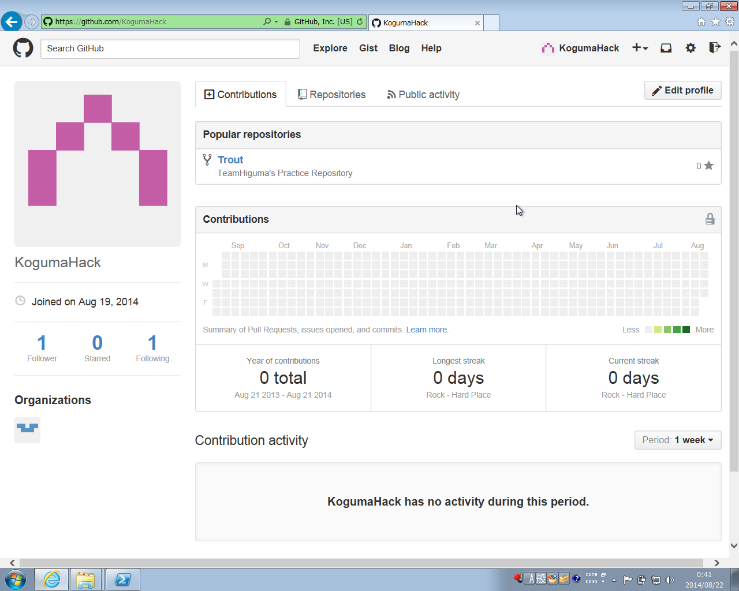 https://github.com/KogumaHack
GitHub, Inc. [US]
KogumaHack
Search GitHub
Explore Gist Blog Help
KogumaHack
Contributions
Repositories
Public activity
Edit profile
Popular repositories
Trout
TeamHiguma's Practice Repository
0
KogumaHack
Joined on Aug 19, 2014
1 0 1
Follower Starred Following
Organizations
Contributions
Sep Oct Nov Dec Jan Feb Mar Apr May Jun Jul Aug
M
W
F
Summary of Pull Requests, issues opened, and commits. Learn more.
Less More
Year of contributions
0 total
Aug 21 2013 - Aug 21 2014
Longest streak
0 days
Rock - Hard Place
Current streak
0 days
Rock - Hard Place
Contribution activity
Period: 1 week
KogumaHack has no activity during this period.
0:41
2014/08/22